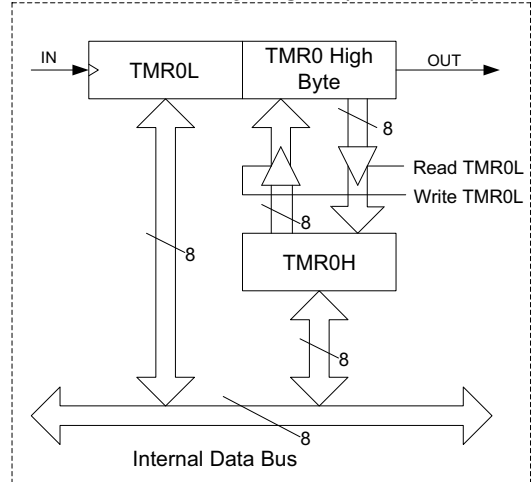 IN
TMR0L
TMR0 High
Byte
OUT
8
Read TMR0L
Write TMR0L
8
8
TMR0H
8
8
Internal Data Bus